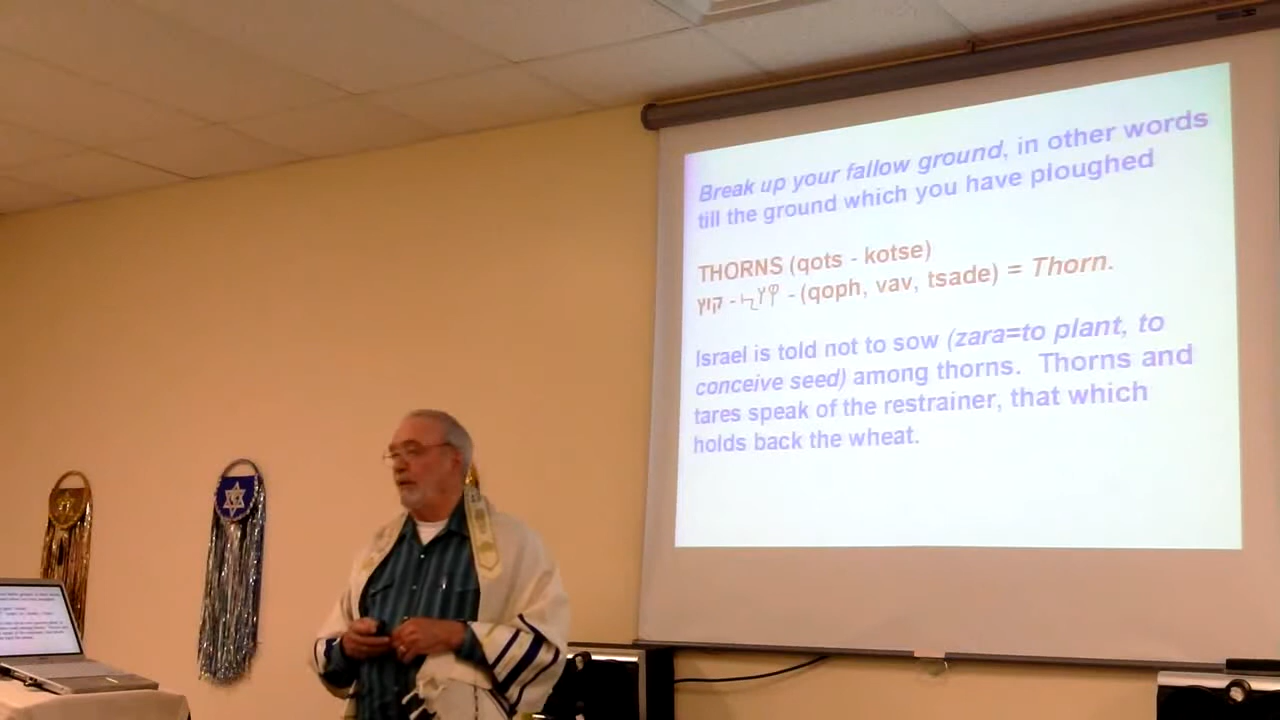 Break up your fallow ground, in other words
till the ground which you have ploughed
THORNS (qots - kotse)
קוץ - - (qoph, vav, tsade) = Thorn.
Israel is told not to sow (zara=to plant, to
conceive seed) among thorns.  Thorns and
tares speak of the restrainer, that which
holds back the wheat.